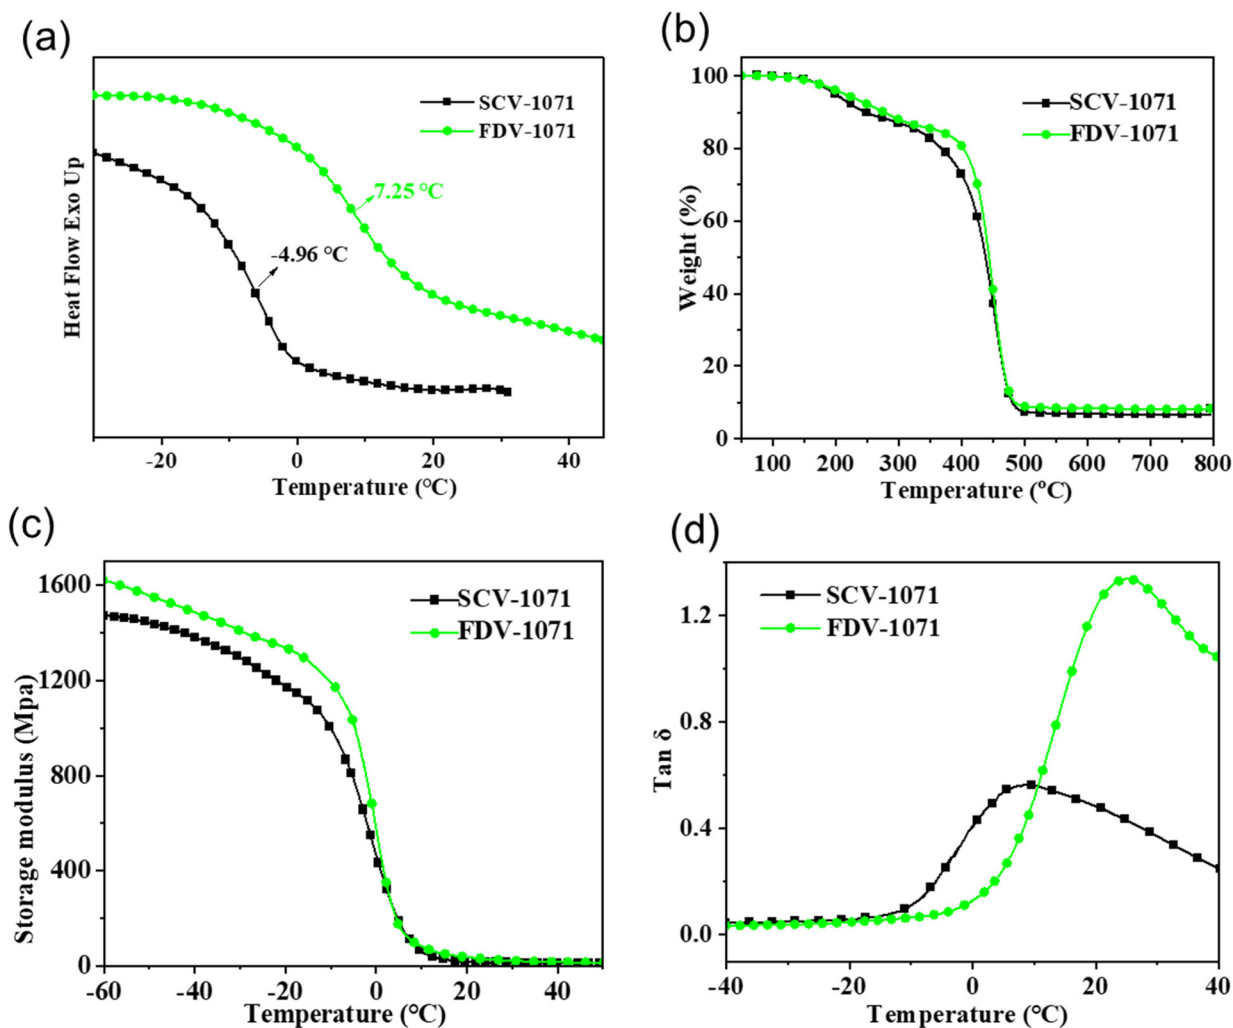 (a)
SCV-1071
FDV-1071
7.25 °C
-4.96 °C
Heat Flow Exo Up
-20
0
20
40
Temperature (°C)
(b)
SCV-1071
FDV-1071
100
80
60
40
20
0
Weight (%)
100
200
300
400
500
600
700
800
Temperature (°C)
(c)
SCV-1071
FDV-1071
1600
1200
800
400
0
Storage modulus (Mpa)
-60
-40
-20
0
20
40
Temperature (°C)
(d)
SCV-1071
FDV-1071
1.2
0.8
0.4
0.0
Tan δ
-40
-20
0
20
40
Temperature (°C)